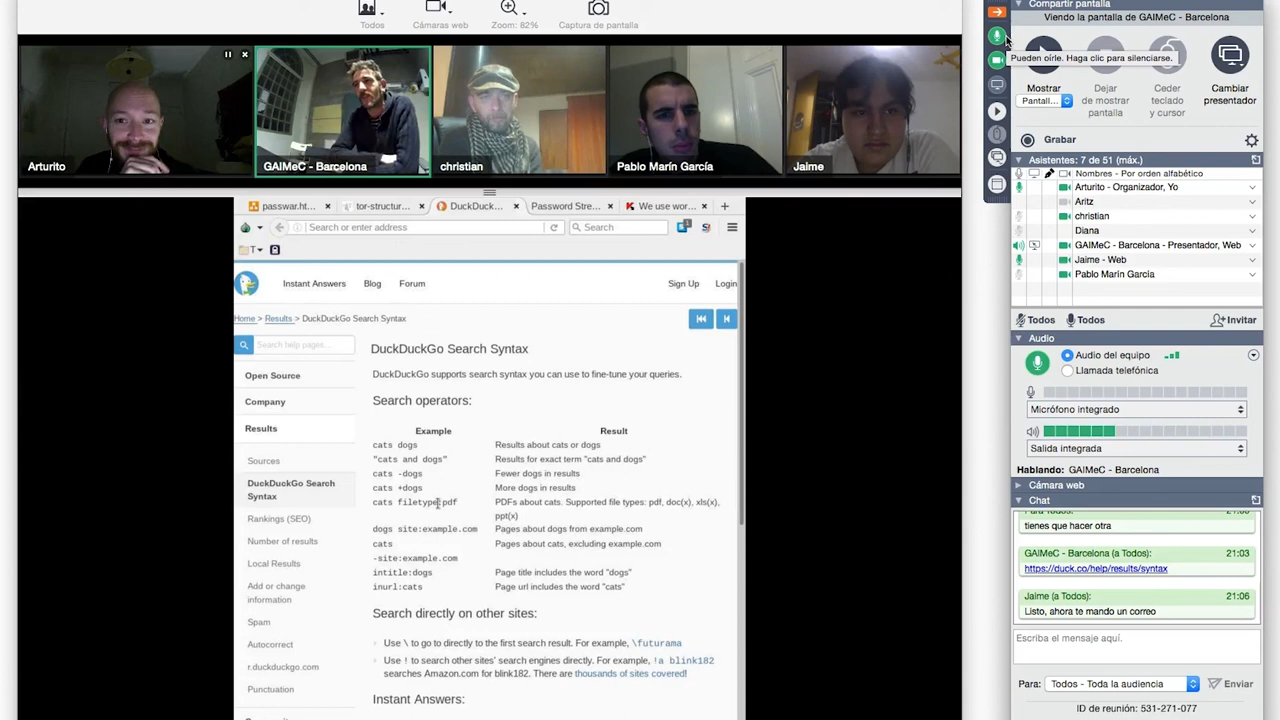 Todos
Cámaras web
Zoom: 82%
Captura de pantalla
Arturito
GAIMeC - Barcelona
christian
Pablo Marín García
Jaime
passwar.ht...
tor-structur...
DuckDuck...
Password Stre...
We use wor...
Search or enter address
Search
T
Instant Answers
Blog
Forum
Sign Up
Login
Home > Results > DuckDuckGo Search Syntax
Search help pages...
Open Source
Company
Results
Sources
DuckDuckGo Search
Syntax
Rankings (SEO)
Number of results
Local Results
Add or change
information
Spam
Autocorrect
r.duckduckgo.com
Punctuation
DuckDuckGo Search Syntax
DuckDuckGo supports search syntax you can use to fine-tune your queries.
Search operators:
Example Result
cats dogs Results about cats or dogs
"cats and dogs" Results for exact term "cats and dogs"
cats -dogs Fewer dogs in results
cats +dogs More dogs in results
cats filetype:pdf PDFs about cats. Supported file types: pdf, doc(x), xls(x),
ppt(x)
dogs site:example.com Pages about dogs from example.com
cats Pages about cats, excluding example.com
-site:example.com
intitle:dogs Page title includes the word "dogs"
inurl:cats Page url includes the word "cats"
Search directly on other sites:
Use \ to go to directly to the first search result. For example, \futurama
Use ! to search other sites' search engines directly. For example, !a blink182
searches Amazon.com for blink182. There are thousands of sites covered!
Instant Answers:
Compartir pantalla
Viendo la pantalla de GAIMeC - Barcelona
Pueden oírle. Haga clic para silenciarse.
Mostrar
Pantall...
Dejar
de mostrar
pantalla
Ceder
teclado
y cursor
Cambiar
presentador
Grabar
Asistentes: 7 de 51 (máx.)
Nombres - Por orden alfabético
Arturito - Organizador, Yo
Aritz
christian
Diana
GAIMeC - Barcelona - Presentador, Web
Jaime - Web
Pablo Marín García
Todos
Todos
Invitar
Audio
Audio del equipo
Llamada telefónica
Micrófono integrado
Salida integrada
Hablando: GAIMeC - Barcelona
Cámara web
Chat
tienes que hacer otra
GAIMeC - Barcelona (a Todos): 21:03
https://duck.co/help/results/syntax
Jaime (a Todos): 21:06
Listo, ahora te mando un correo
Escriba el mensaje aquí.
Para: Todos - Toda la audiencia
Enviar
ID de reunión: 531-271-077